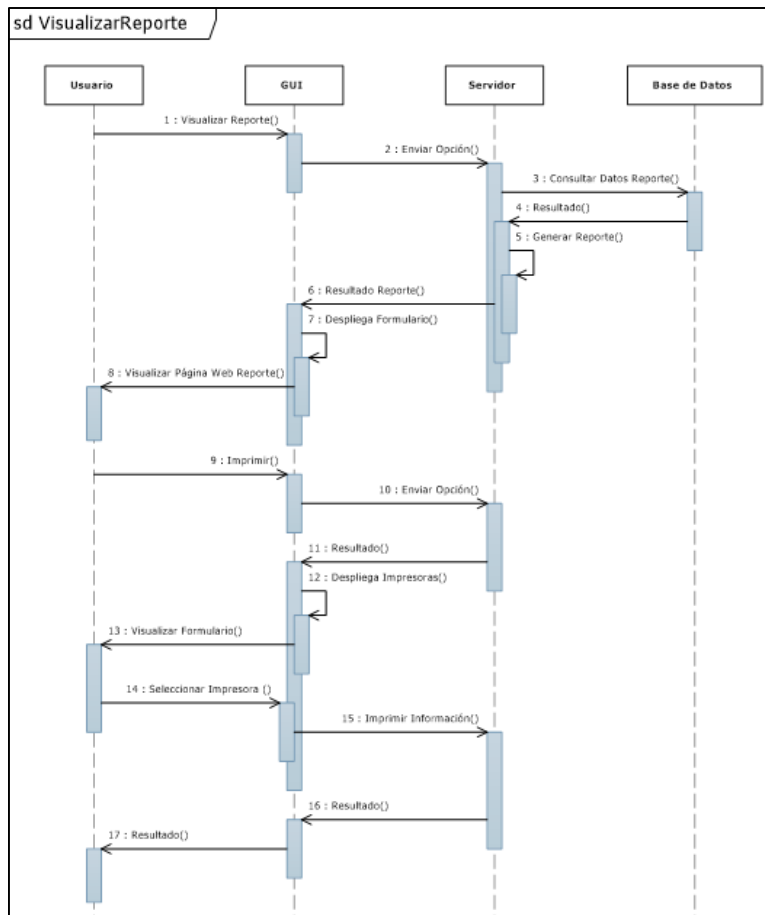 sd VisualizarReporte
Usuario
GUI
Servidor
Base de Datos
1 : Visualizar Reporte()
2 : Enviar Opción()
3 : Consultar Datos Reporte()
4 : Resultado()
5 : Generar Reporte()
6 : Resultado Reporte()
7 : Despliega Formulario()
8 : Visualizar Página Web Reporte()
9 : Imprimir()
10 : Enviar Opción()
11 : Resultado()
12 : Despliega Impresoras()
13 : Visualizar Formulario()
14 : Seleccionar Impresora ()
15 : Imprimir Información()
16 : Resultado()
17 : Resultado()